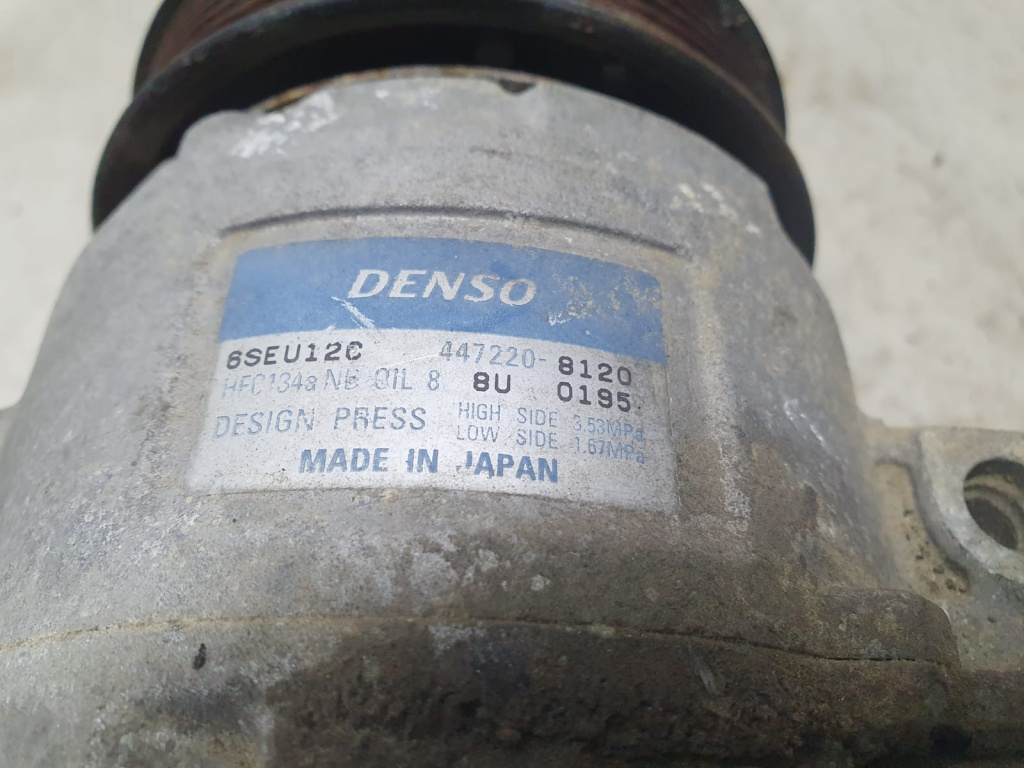 DENSO
6SEU12C 447220-8120
HFC134a ND OIL 8 8U 0195
DESIGN PRESS HIGH SIDE 3.53MPa
LOW SIDE 1.67MPa
MADE IN JAPAN